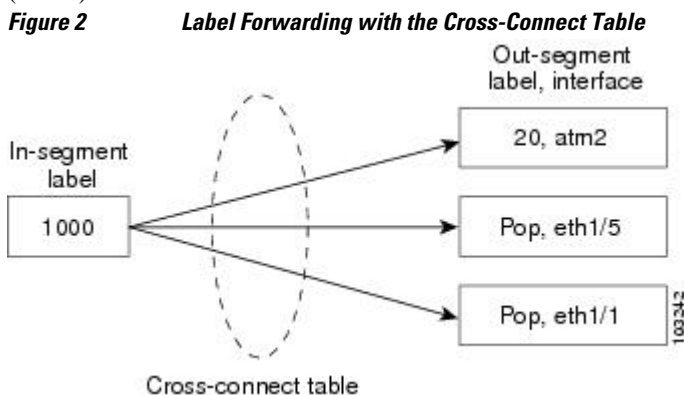 Figure 2 Label Forwarding with the Cross-Connect Table
Out-segment
label, interface
20, atm2
In-segment
label
1000
Pop, eth1/5
Pop, eth1/1
103242
Cross-connect table